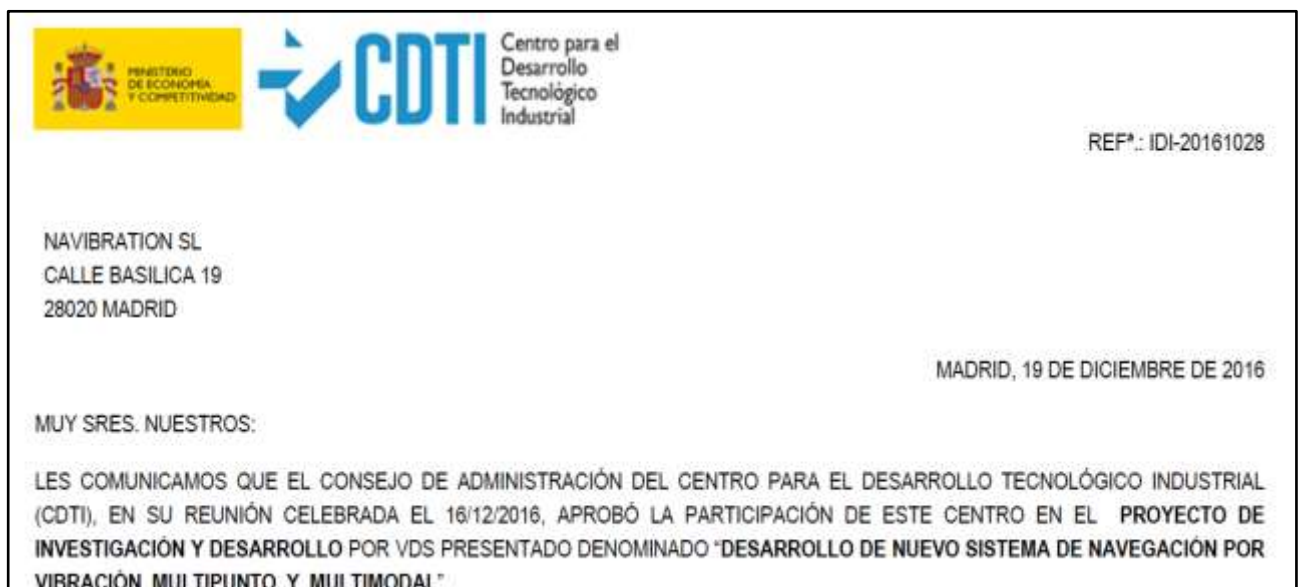 MINISTERIO
DE ECONOMÍA
Y COMPETITIVIDAD
CDTI
Centro para el
Desarrollo
Tecnológico
Industrial
REFª.: IDI-20161028
NAVIBRATION SL
CALLE BASILICA 19
28020 MADRID
MADRID, 19 DE DICIEMBRE DE 2016
MUY SRES. NUESTROS:
LES COMUNICAMOS QUE EL CONSEJO DE ADMINISTRACIÓN DEL CENTRO PARA EL DESARROLLO TECNOLÓGICO INDUSTRIAL
(CDTI), EN SU REUNIÓN CELEBRADA EL 16/12/2016, APROBÓ LA PARTICIPACIÓN DE ESTE CENTRO EN EL PROYECTO DE
INVESTIGACIÓN Y DESARROLLO POR VDS PRESENTADO DENOMINADO “DESARROLLO DE NUEVO SISTEMA DE NAVEGACIÓN POR
VIBRACIÓN MULTIPUNTO Y MULTIMODAL”